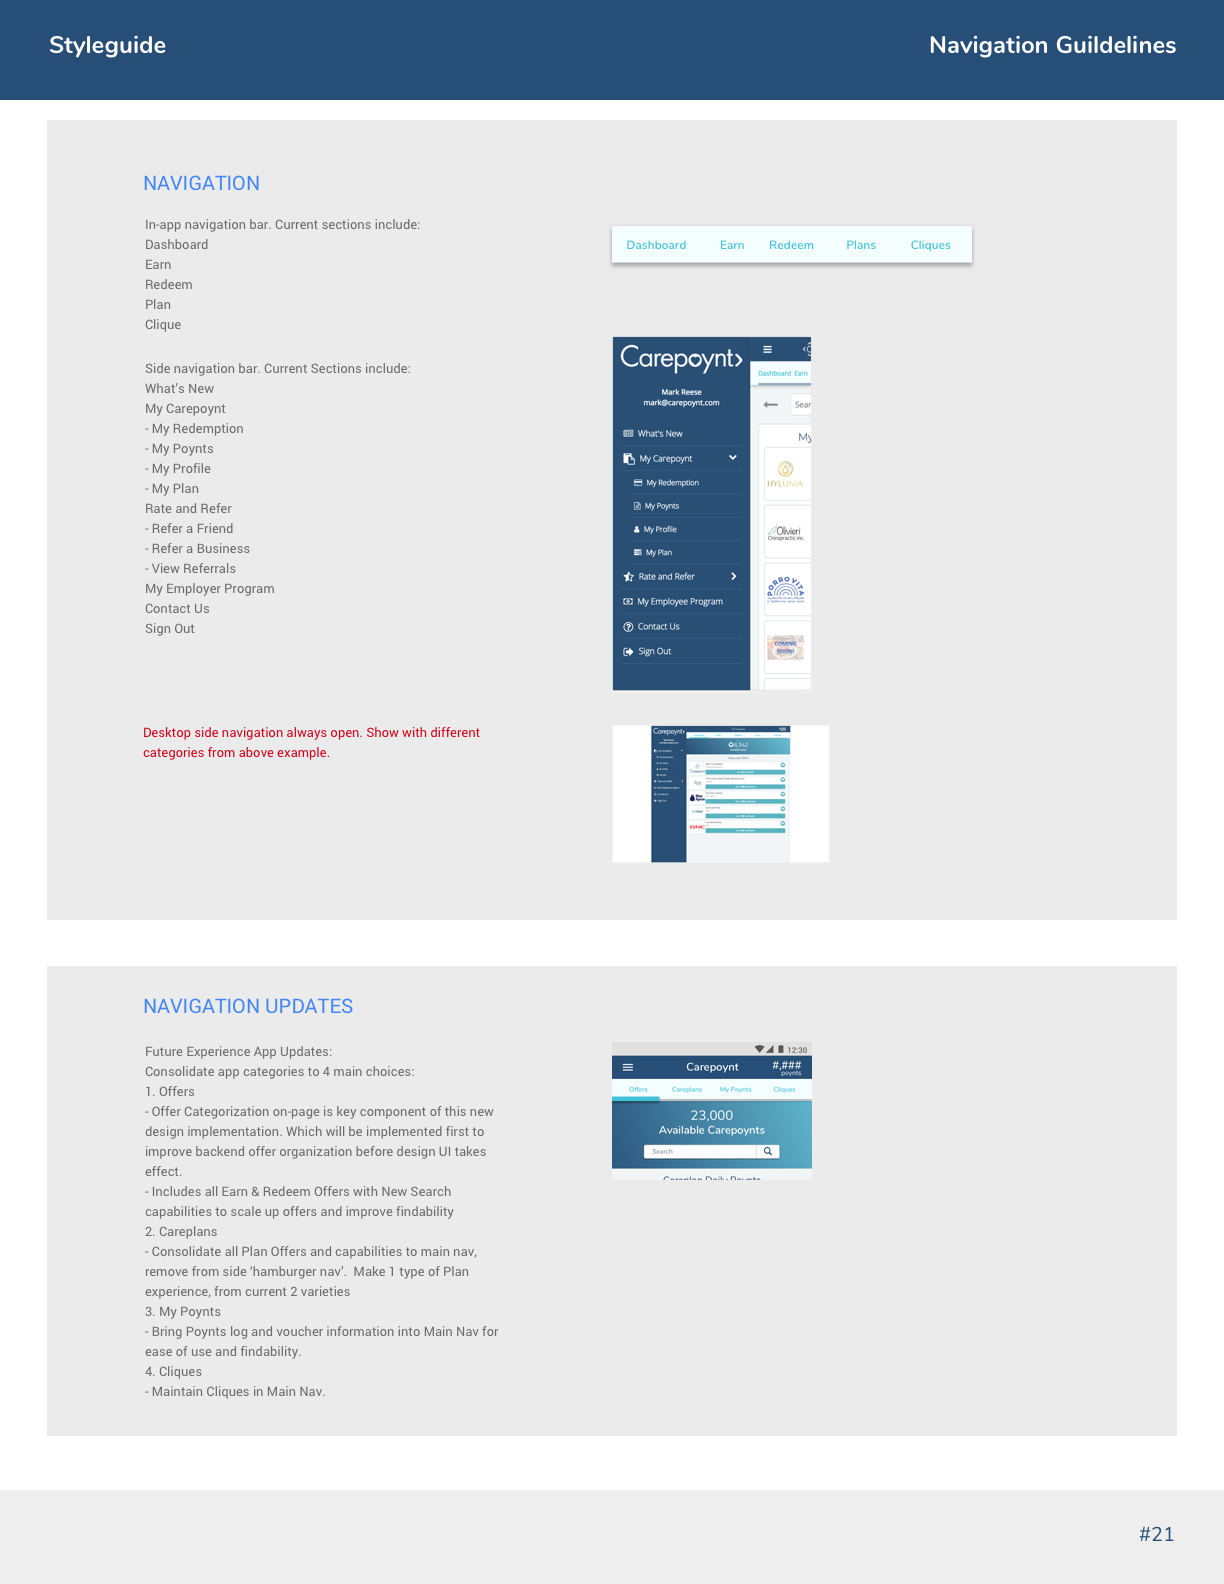 Styleguide
Navigation Guildelines
NAVIGATION
In-app navigation bar. Current sections include:
Dashboard
Earn
Redeem
Plan
Clique
Side navigation bar. Current Sections include:
What's New
My Carepoynt
- My Redemption
- My Poynts
- My Profile
- My Plan
Rate and Refer
- Refer a Friend
- Refer a Business
- View Referrals
My Employer Program
Contact Us
Sign Out
Dashboard Earn Redeem Plans Cliques
Carepoynt
Mark Reese
mark@carepoynt.com
What's New
My Carepoynt
My Redemption
My Poynts
My Profile
My Plan
Rate and Refer
My Employee Program
Contact Us
Sign Out
Dashboard Earn
Sear
My
HYLUNIA
Olivieri
Chiropractic inc.
PORRO VITA
COMING
SOON!
Desktop side navigation always open. Show with different
categories from above example.
Carepoynt
6,343
GNC
NAVIGATION UPDATES
Future Experience App Updates:
Consolidate app categories to 4 main choices:
1. Offers
- Offer Categorization on-page is key component of this new
design implementation. Which will be implemented first to
improve backend offer organization before design UI takes
effect.
- Includes all Earn & Redeem Offers with New Search
capabilities to scale up offers and improve findability
2. Careplans
- Consolidate all Plan Offers and capabilities to main nav,
remove from side ‘hamburger nav’.  Make 1 type of Plan
experience, from current 2 varieties
3. My Poynts
- Bring Poynts log and voucher information into Main Nav for
ease of use and findability.
4. Cliques
- Maintain Cliques in Main Nav.
12:30
Carepoynt
#,###
poynts
Offers Careplans My Poynts Cliques
23,000
Available Carepoynts
Search
Careplan Daily Poynts
#21